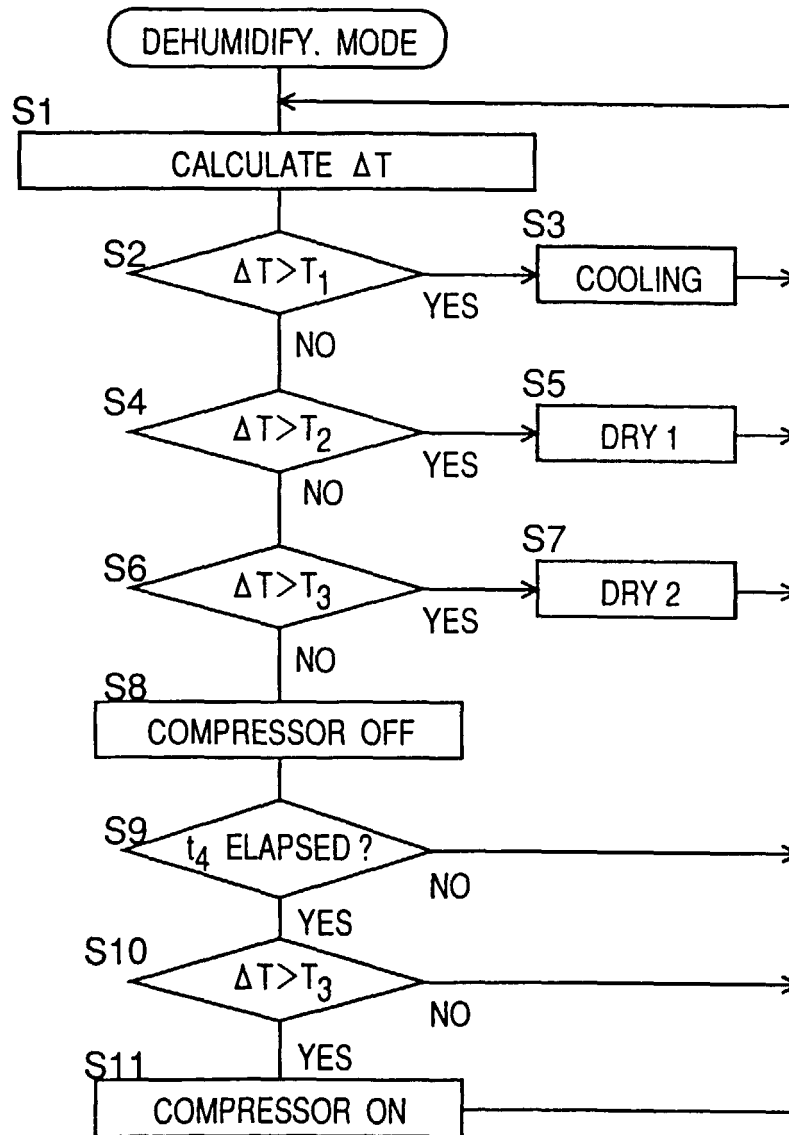 DEHUMIDIFY. MODE
S1
CALCULATE ΔT
S2
ΔT>T1
YES
S3
COOLING
NO
S4
ΔT>T2
YES
S5
DRY 1
NO
S6
ΔT>T3
YES
S7
DRY 2
NO
S8
COMPRESSOR OFF
S9
t4 ELAPSED?
NO
YES
S10
ΔT>T3
NO
YES
S11
COMPRESSOR ON